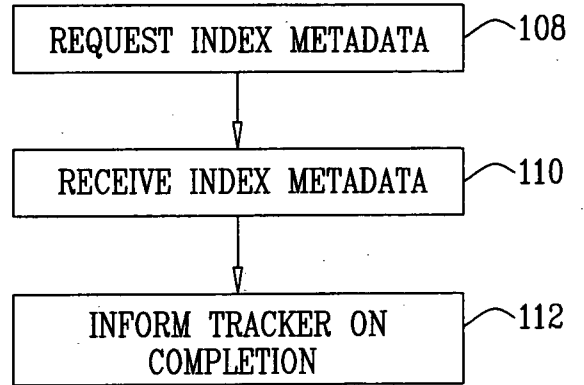 REQUEST INDEX METADATA
108
RECEIVE INDEX METADATA
110
INFORM TRACKER ON
COMPLETION
112